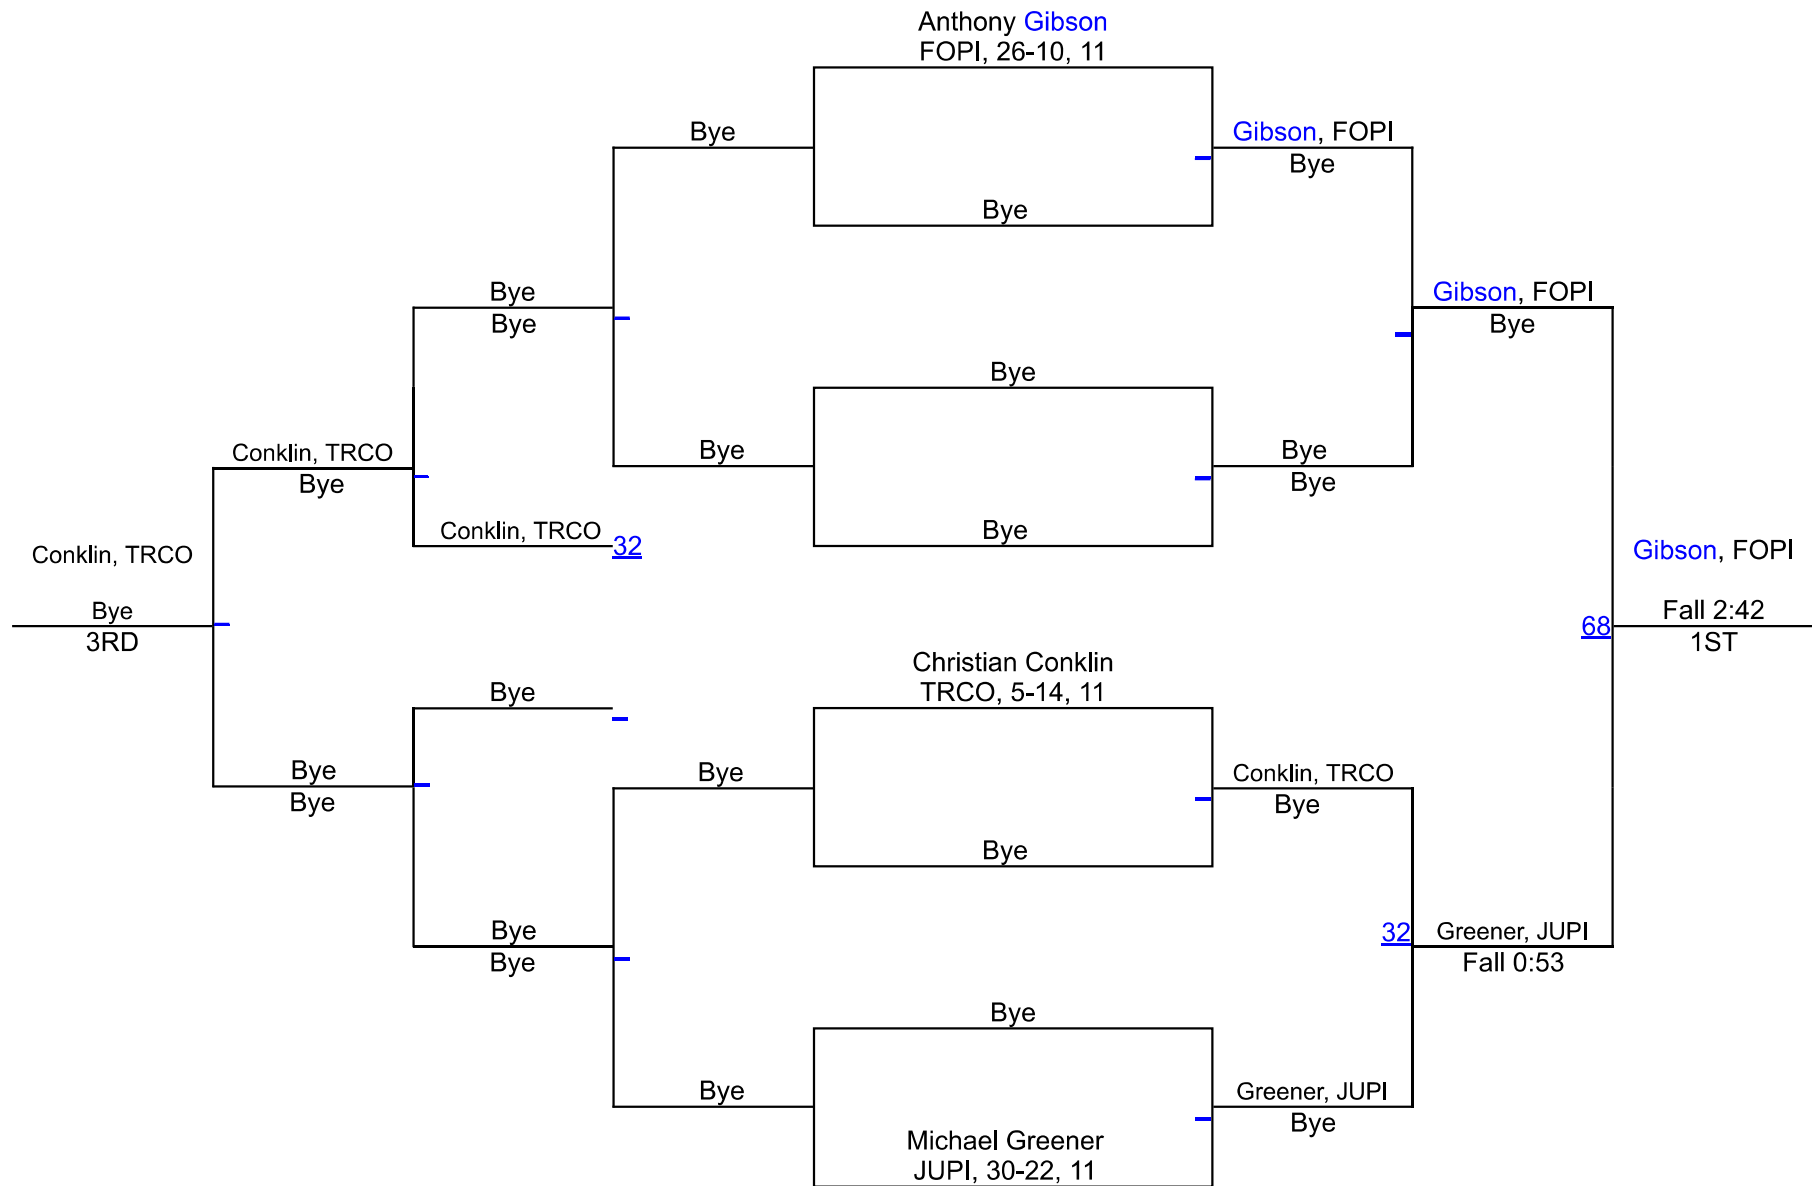 Anthony Gibson
FOPI, 26-10, 11
Bye
Gibson, FOPI
Bye
Bye
Bye
Bye
Gibson, FOPI
Bye
Bye
Bye
Bye
Bye
Conklin, TRCO
Bye
Conklin, TRCO
32
Bye
Conklin, TRCO
Bye
3RD
Gibson, FOPI
68
Fall 2:42
1ST
Christian Conklin
TRCO, 5-14, 11
Bye
Bye
Bye
Bye
Conklin, TRCO
Bye
Bye
Bye
Bye
32
Greener, JUPI
Fall 0:53
Bye
Bye
Greener, JUPI
Bye
Michael Greener
JUPI, 30-22, 11